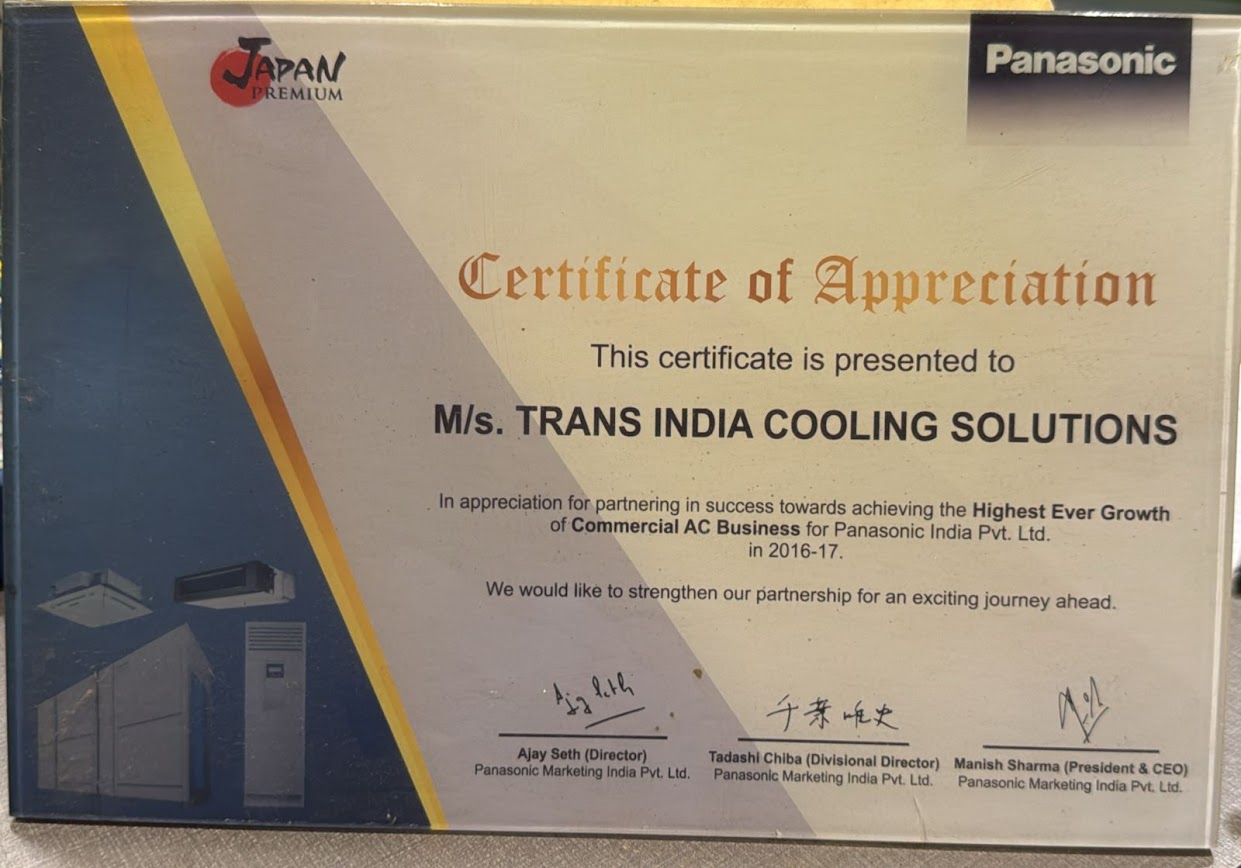 JAPAN
PREMIUM
Panasonic
Certificate of Appreciation
This certificate is presented to
M/s. TRANS INDIA COOLING SOLUTIONS
In appreciation for partnering in success towards achieving the Highest Ever Growth
of Commercial AC Business for Panasonic India Pvt. Ltd.
in 2016-17.
We would like to strengthen our partnership for an exciting journey ahead.
Ajay Seth
千葉唯史
Ajay Seth (Director)
Panasonic Marketing India Pvt. Ltd.
Tadashi Chiba (Divisional Director)
Panasonic Marketing India Pvt. Ltd.
Manish Sharma (President & CEO)
Panasonic Marketing India Pvt. Ltd.